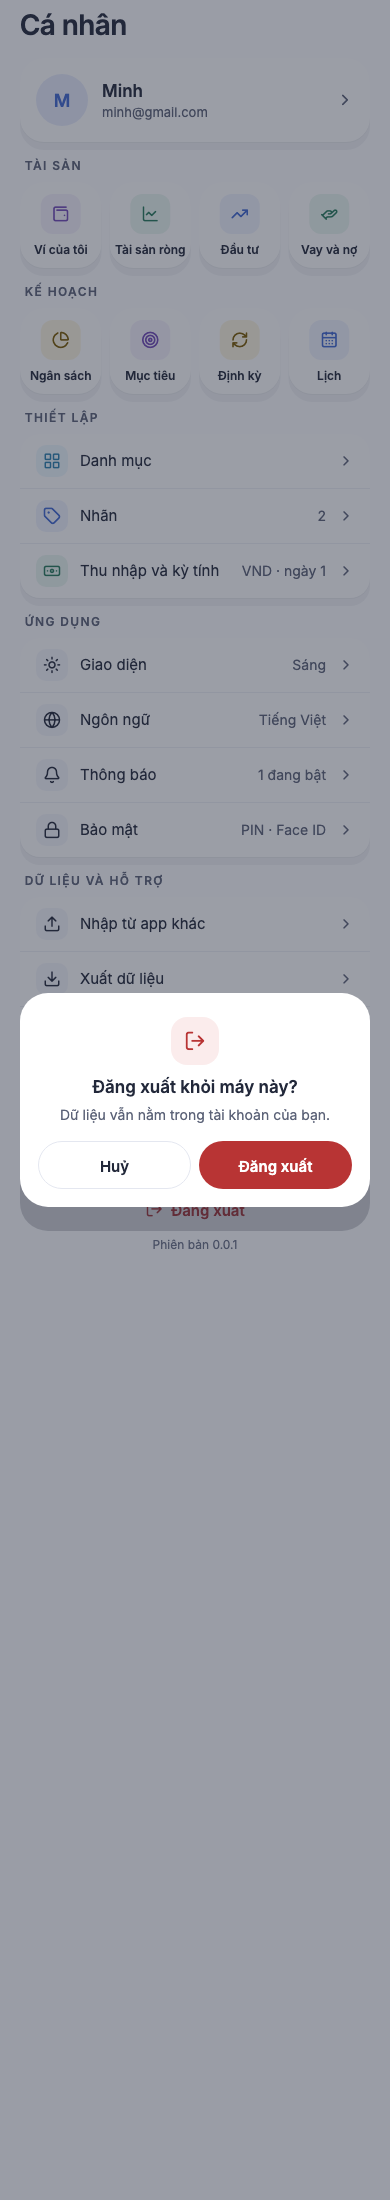 Cá nhân
M
Minh
minh@gmail.com
TÀI SẢN
Ví của tôi
Tài sản ròng
Đầu tư
Vay và nợ
KẾ HOẠCH
Ngân sách
Mục tiêu
Định kỳ
Lịch
THIẾT LẬP
Danh mục
Nhãn 2
Thu nhập và kỳ tính VND · ngày 1
ỨNG DỤNG
Giao diện Sáng
Ngôn ngữ Tiếng Việt
Thông báo 1 đang bật
Bảo mật PIN · Face ID
DỮ LIỆU VÀ HỖ TRỢ
Nhập từ app khác
Xuất dữ liệu
Đăng xuất khỏi máy này?
Dữ liệu vẫn nằm trong tài khoản của bạn.
Huỷ
Đăng xuất
Đăng xuất
Phiên bản 0.0.1